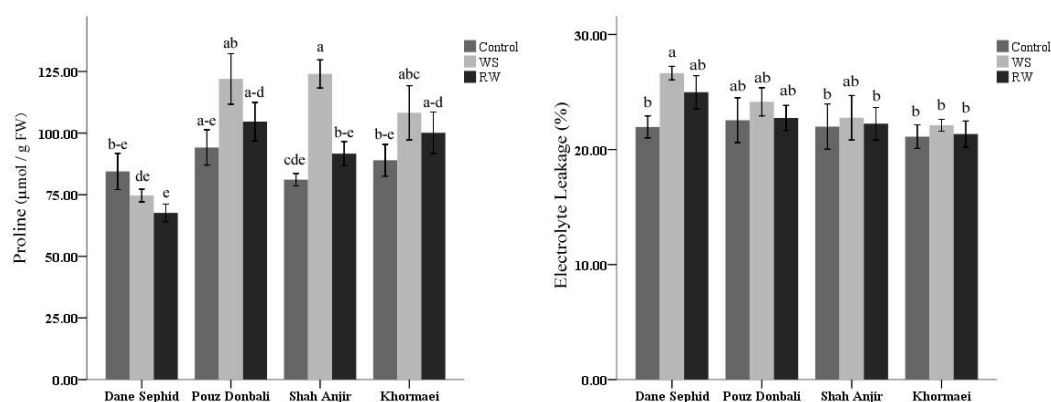 Proline (µmol / g FW)
125.00
100.00
75.00
50.00
25.00
0.00
b-e
de
e
a-e
ab
a-d
cde
a
b-e
b-e
abc
a-d
Dane Sephid
Pouz Donbali
Shah Anjir
Khormaei
Control
WS
RW
Electrolyte Leakage (%)
30.00
20.00
10.00
0.00
b
a
ab
ab
ab
ab
b
ab
b
b
b
b
Dane Sephid
Pouz Donbali
Shah Anjir
Khormaei
Control
WS
RW